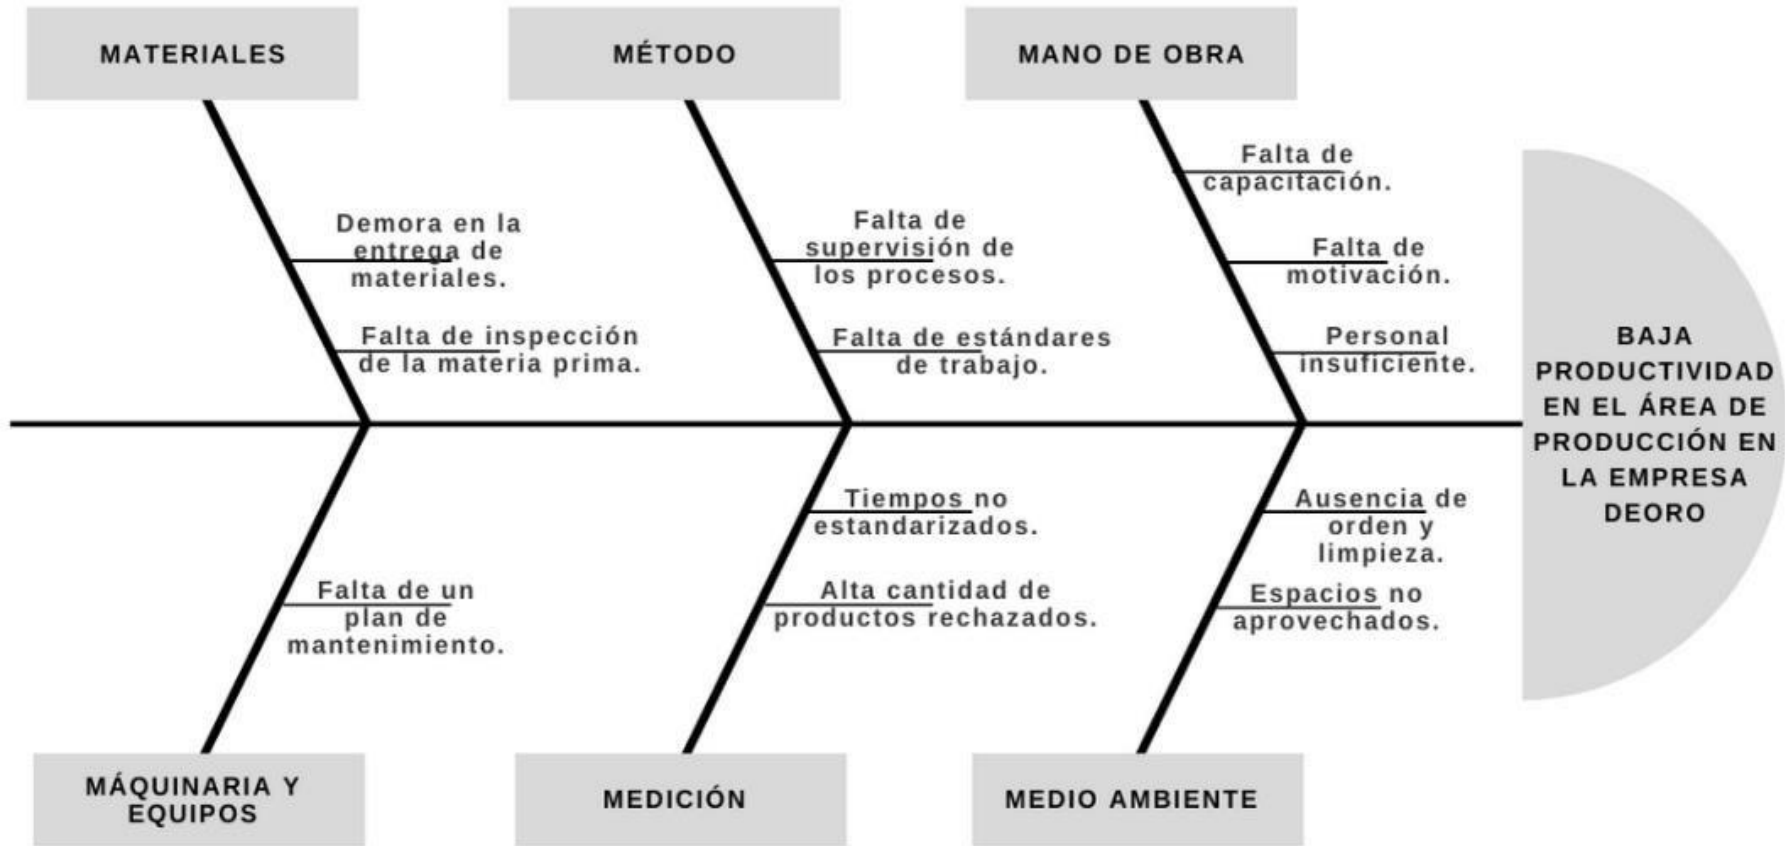 MATERIALES
MÉTODO
MANO DE OBRA
Demora en la
entrega de
materiales.
Falta de inspección
de la materia prima.
Falta de
supervisión de
los procesos.
Falta de estándares
de trabajo.
Falta de
capacitación.
Falta de
motivación.
Personal
insuficiente.
BAJA
PRODUCTIVIDAD
EN EL ÁREA DE
PRODUCCIÓN EN
LA EMPRESA
DEORO
Falta de un
plan de
mantenimiento.
Tiempos no
estandarizados.
Alta cantidad de
productos rechazados.
Ausencia de
orden y
limpieza.
Espacios no
aprovechados.
MÁQUINARIA Y
EQUIPOS
MEDICIÓN
MEDIO AMBIENTE